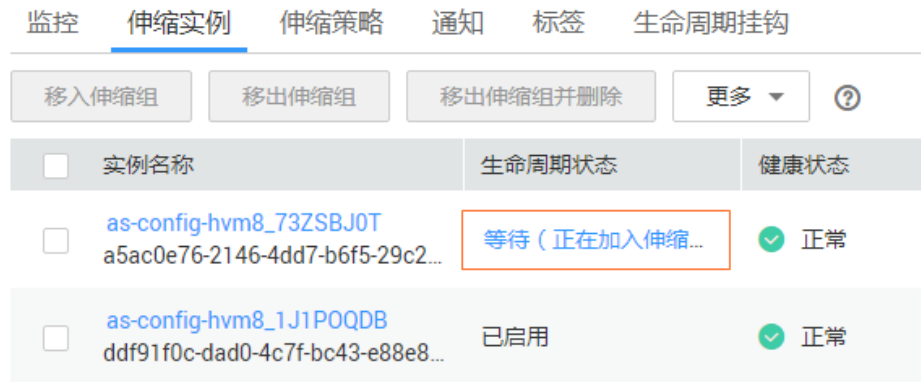 监控 伸缩实例 伸缩策略 通知 标签 生命周期挂钩
移入伸缩组 移出伸缩组 移出伸缩组并删除 更多
实例名称 生命周期状态 健康状态
as-config-hvm8_73ZSBJ0T
a5ac0e76-2146-4dd7-b6f5-29c2... 等待（正在加入伸缩... 正常
as-config-hvm8_1J1POQDB
ddf91f0c-dad0-4c7f-bc43-e88e8... 已启用 正常